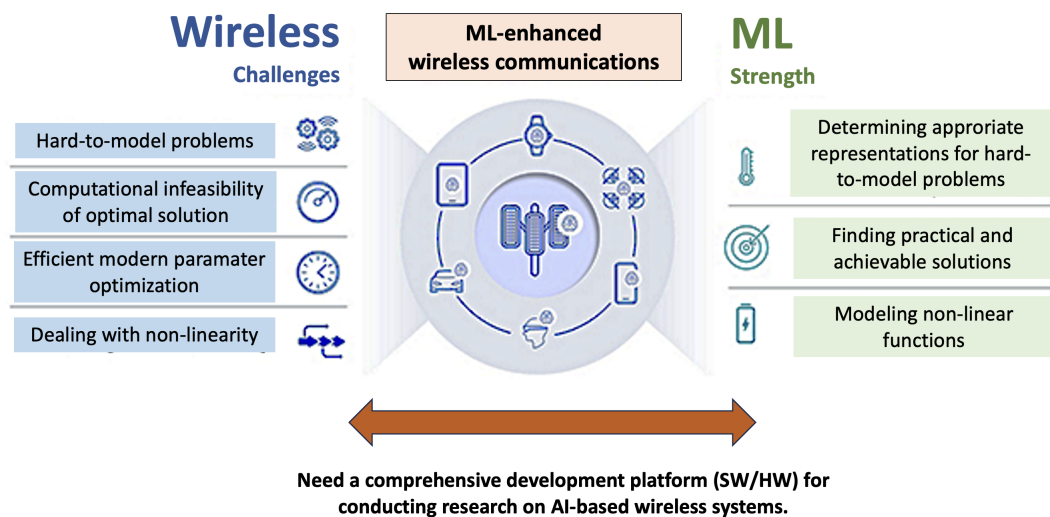 Wireless
Challenges
Hard-to-model problems
Computational infeasibility
of optimal solution
Efficient modern paramater
optimization
Dealing with non-linearity
ML-enhanced
wireless communications
ML
Strength
Determining approriate
representations for hard-
to-model problems
Finding practical and
achievable solutions
Modeling non-linear
functions
Need a comprehensive development platform (SW/HW) for
conducting research on AI-based wireless systems.